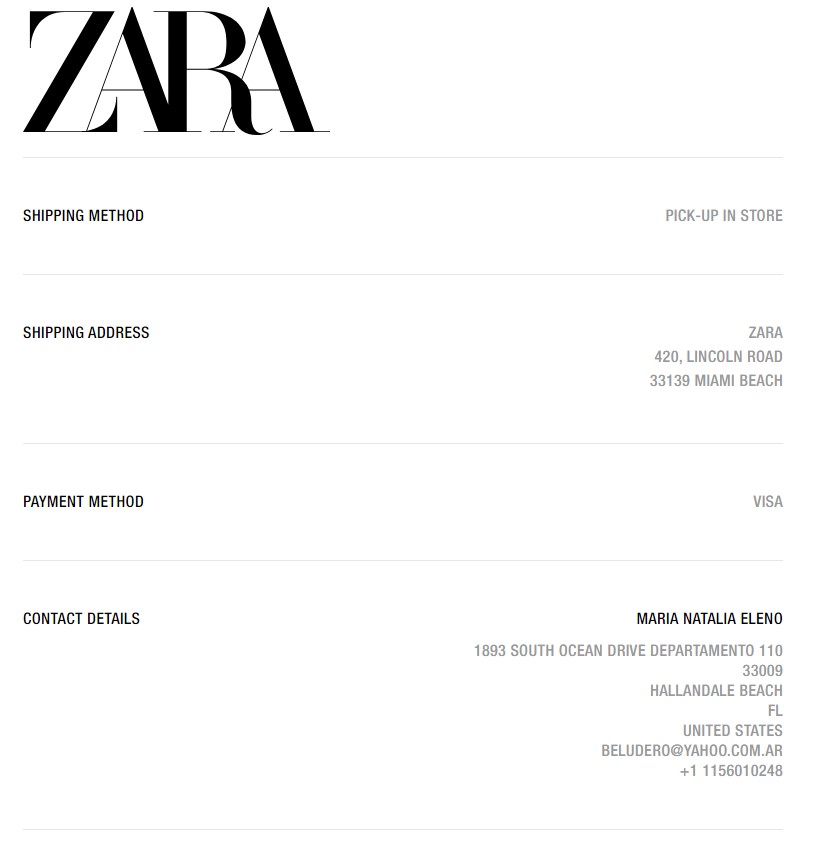 ZARA
SHIPPING METHOD PICK-UP IN STORE
SHIPPING ADDRESS ZARA
420, LINCOLN ROAD
33139 MIAMI BEACH
PAYMENT METHOD VISA
CONTACT DETAILS MARIA NATALIA ELENO
1893 SOUTH OCEAN DRIVE DEPARTAMENTO 110
33009
HALLANDALE BEACH
FL
UNITED STATES
BELUDERO@YAHOO.COM.AR
+1 1156010248